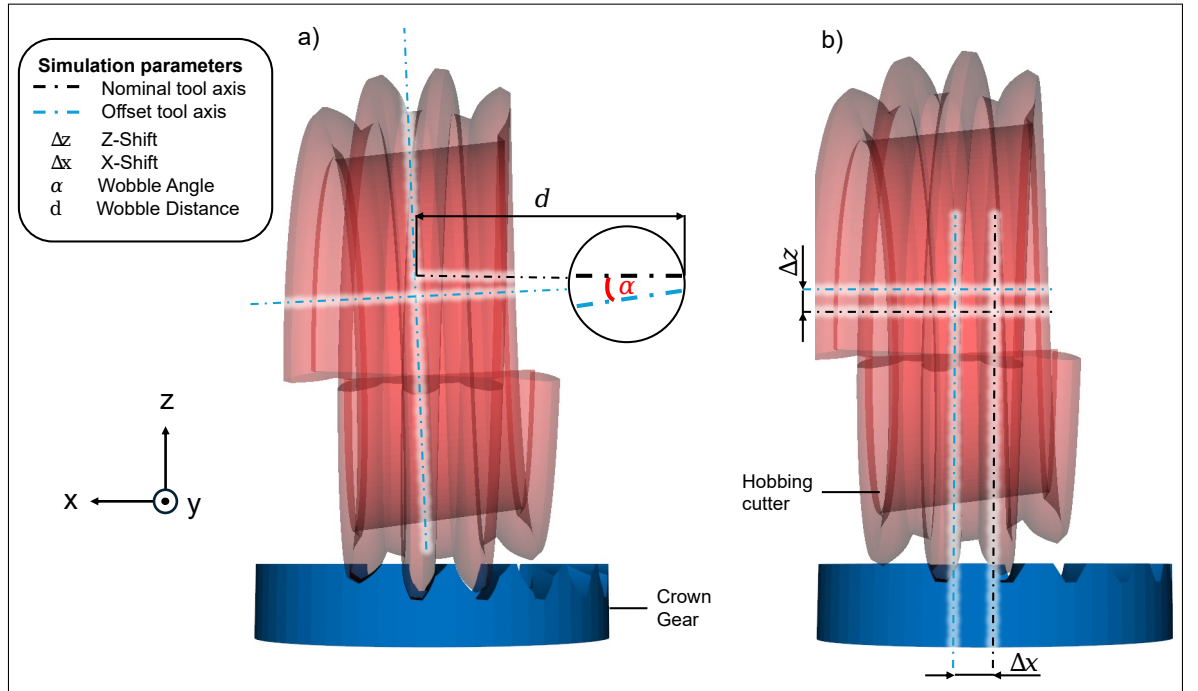 a)
b)
Simulation parameters
Nominal tool axis
Offset tool axis
Δz Z-Shift
Δx X-Shift
α Wobble Angle
d Wobble Distance
d
α
Δz
z
x
y
Hobbing
cutter
Crown
Gear
Δx